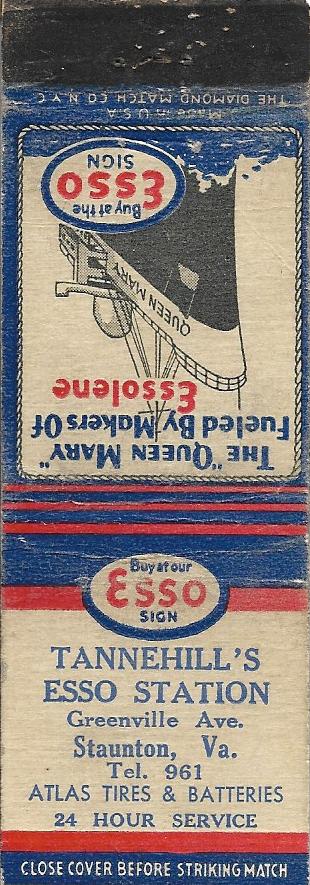 Made in U.S.A.
THE DIAMOND MATCH CO. N.Y.C.
THE "QUEEN MARY"
Fueled By Makers Of
Essolene
QUEEN MARY
Buy at the
Esso
SIGN
Buy at our
Esso
SIGN
TANNEHILL'S
ESSO STATION
Greenville Ave.
Staunton, Va.
Tel. 961
ATLAS TIRES & BATTERIES
24 HOUR SERVICE
CLOSE COVER BEFORE STRIKING MATCH